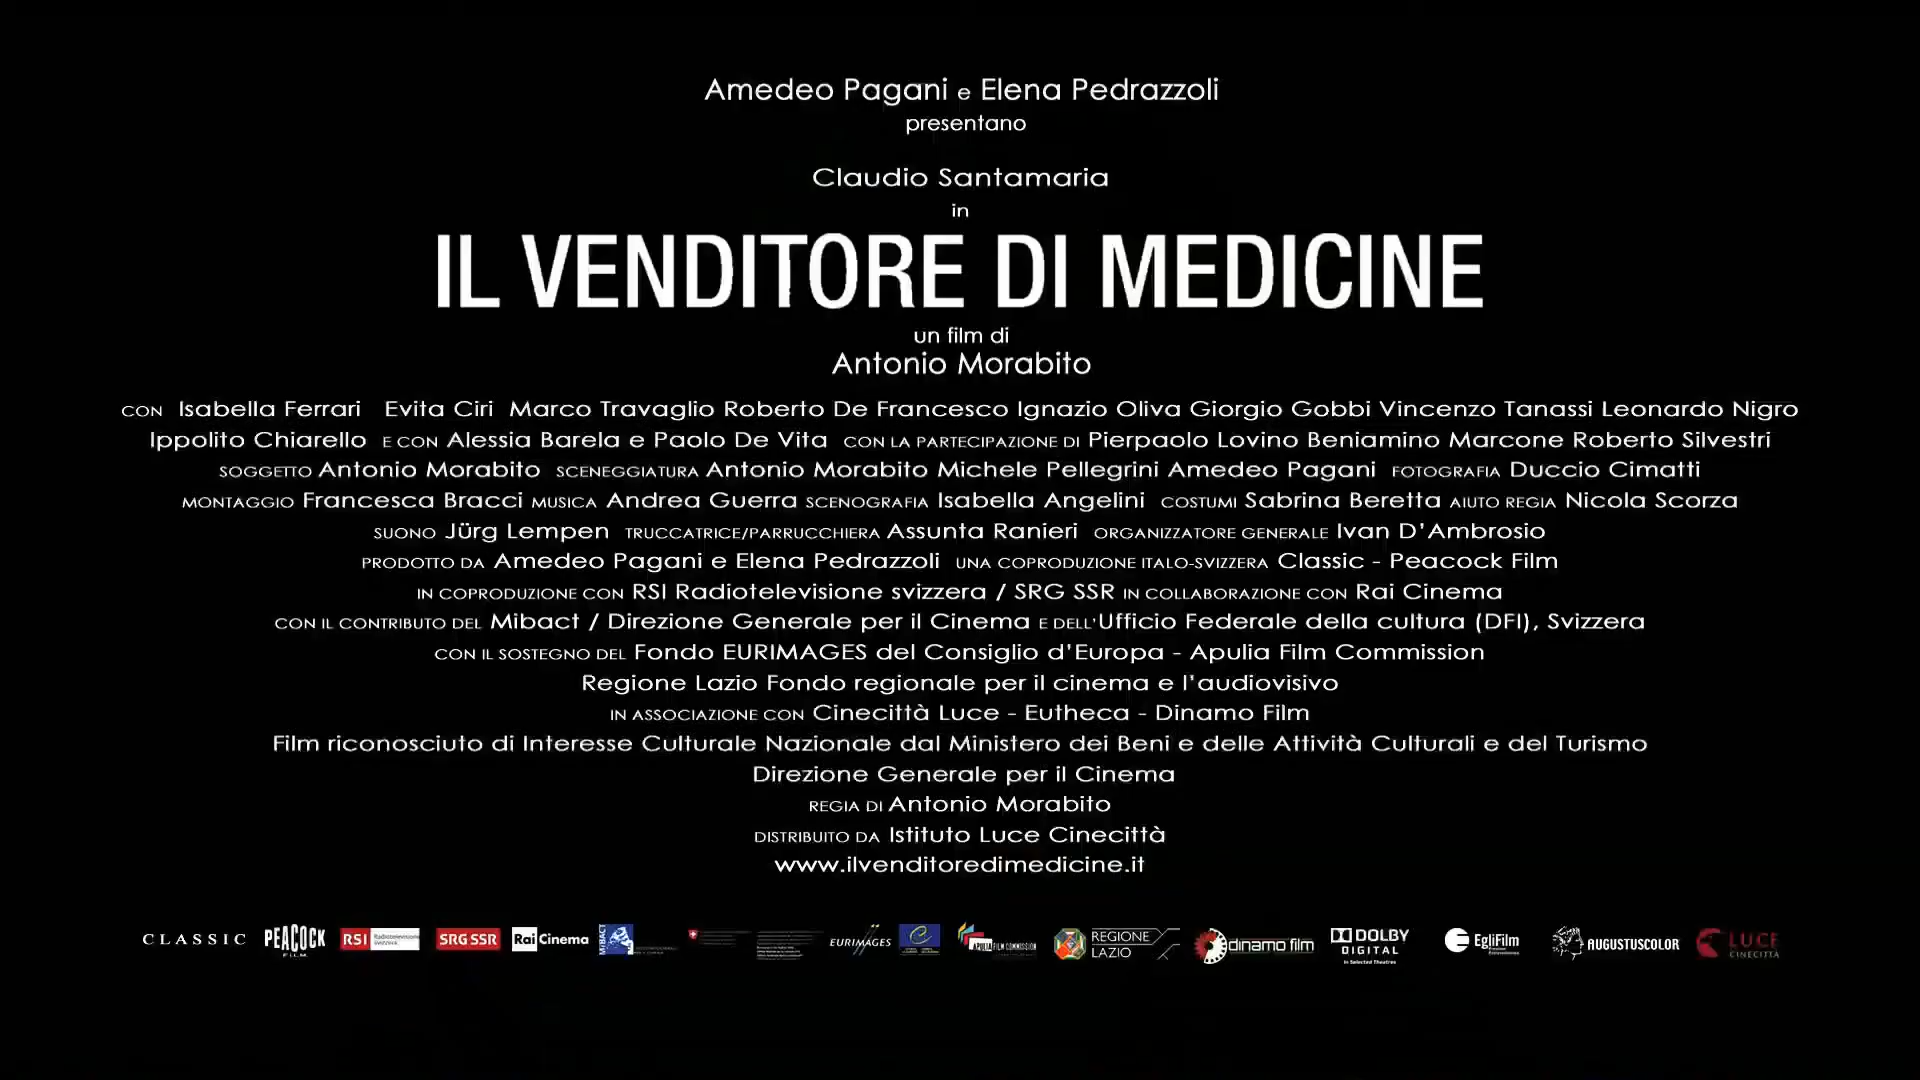 Amedeo Pagani e Elena Pedrazzoli
presentano
Claudio Santamaria
in
IL VENDITORE DI MEDICINE
un film di
Antonio Morabito
CON Isabella Ferrari Evita Ciri Marco Travaglio Roberto De Francesco Ignazio Oliva Giorgio Gobbi Vincenzo Tanassi Leonardo Nigro
Ippolito Chiarello E CON Alessia Barela e Paolo De Vita CON LA PARTECIPAZIONE DI Pierpaolo Lovino Beniamino Marcone Roberto Silvestri
SOGGETTO Antonio Morabito SCENEGGIATURA Antonio Morabito Michele Pellegrini Amedeo Pagani FOTOGRAFIA Duccio Cimatti
MONTAGGIO Francesca Bracci MUSICA Andrea Guerra SCENOGRAFIA Isabella Angelini COSTUMI Sabrina Beretta AIUTO REGIA Nicola Scorza
SUONO Jürg Lempen TRUCCATRICE/PARRUCCHIERA Assunta Ranieri ORGANIZZATORE GENERALE Ivan D'Ambrosio
PRODOTTO DA Amedeo Pagani e Elena Pedrazzoli UNA COPRODUZIONE ITALO-SVIZZERA Classic - Peacock Film
IN COPRODUZIONE CON RSI Radiotelevisione svizzera / SRG SSR IN COLLABORAZIONE CON Rai Cinema
CON IL CONTRIBUTO DEL Mibact / Direzione Generale per il Cinema E DELL'Ufficio Federale della cultura (DFI), Svizzera
CON IL SOSTEGNO DEL Fondo EURIMAGES del Consiglio d'Europa - Apulia Film Commission
Regione Lazio Fondo regionale per il cinema e l'audiovisivo
IN ASSOCIAZIONE CON Cinecittà Luce - Eutheca - Dinamo Film
Film riconosciuto di Interesse Culturale Nazionale dal Ministero dei Beni e delle Attività Culturali e del Turismo
Direzione Generale per il Cinema
REGIA DI Antonio Morabito
DISTRIBUITO DA Istituto Luce Cinecittà
www.ilvenditoredimedicine.it
CLASSIC PEACOCK FILM RSI Radiotelevisione svizzera SRG SSR Rai Cinema MIBACT EURIMAGES APULIA FILM COMMISSION REGIONE LAZIO dinamo film DOLBY DIGITAL In Selected Theatres EgliFilm AUGUSTUSCOLOR LUCE CINECITTÀ